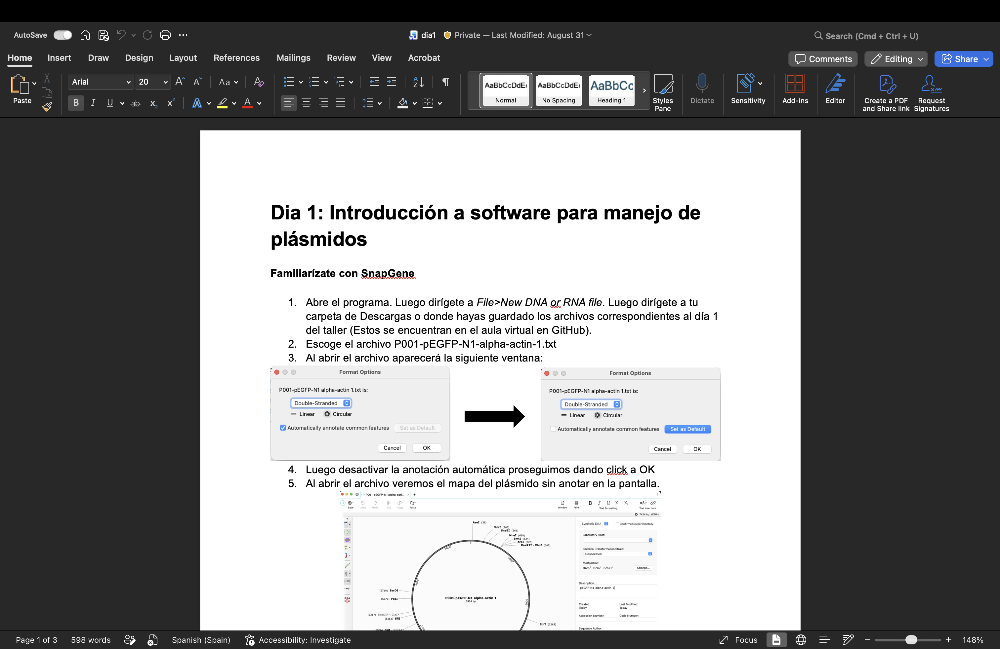 AutoSave
dia1
Private — Last Modified: August 31
Search (Cmd + Ctrl + U)
Home Insert Draw Design Layout References Mailings Review View Acrobat
Comments
Editing
Share
Paste
Arial
20
Aa
AaBbCcDdEe
Normal
AaBbCcDdEe
No Spacing
AaBbCc
Heading 1
Styles
Pane
Dictate
Sensitivity
Add-ins
Editor
Create a PDF
and Share link
Request
Signatures
Dia 1: Introducción a software para manejo de
plásmidos
Familiarízate con SnapGene
1. Abre el programa. Luego dirígete a File>New DNA or RNA file. Luego dirígete a tu
carpeta de Descargas o donde hayas guardado los archivos correspondientes al día 1
del taller (Estos se encuentran en el aula virtual en GitHub).
2. Escoge el archivo P001-pEGFP-N1-alpha-actin-1.txt
3. Al abrir el archivo aparecerá la siguiente ventana:
Format Options
P001-pEGFP-N1 alpha-actin 1.txt is:
Double-Stranded
Linear Circular
Automatically annotate common features Set as Default
Cancel OK
Format Options
P001-pEGFP-N1 alpha-actin 1.txt is:
Double-Stranded
Linear Circular
Automatically annotate common features Set as Default
Cancel OK
4. Luego desactivar la anotación automática proseguimos dando click a OK
5. Al abrir el archivo veremos el mapa del plásmido sin anotar en la pantalla.
P001-pEGFP-N1 alpha-acti...
Save Undo Redo Cut Copy Paste
Window Print Text Formatting Text Insertions
7424 bp (DNA)
AseI (36)
NdeI (263)
SnaBI (369)
NheI (620)
BmtI (624)
AfeI (625)
PaeR7I - XhoI (642)
7000
1000
6000
2000
5000
(5710) BsrDI
(5579) FspI
(5317) BspDI* - ClaI*
(5252) SfiI
(5066) CsiI - SexAI*
SbfI (2263)
P001-pEGFP-N1 alpha-actin 1
7424 bp
Synthetic DNA
Confirmed experimentally
Laboratory Host:
Bacterial Transformation Strain:
Unspecified
Methylation:
Dam+ Dcm+ EcoKI+
Change...
Description:
pEGFP-N1 alpha-actin 1
Created:
Today
Last Modified:
Today
Accession Number:
Code Number:
Sequence Author:
Page 1 of 3
598 words
Spanish (Spain)
Accessibility: Investigate
Focus
148%